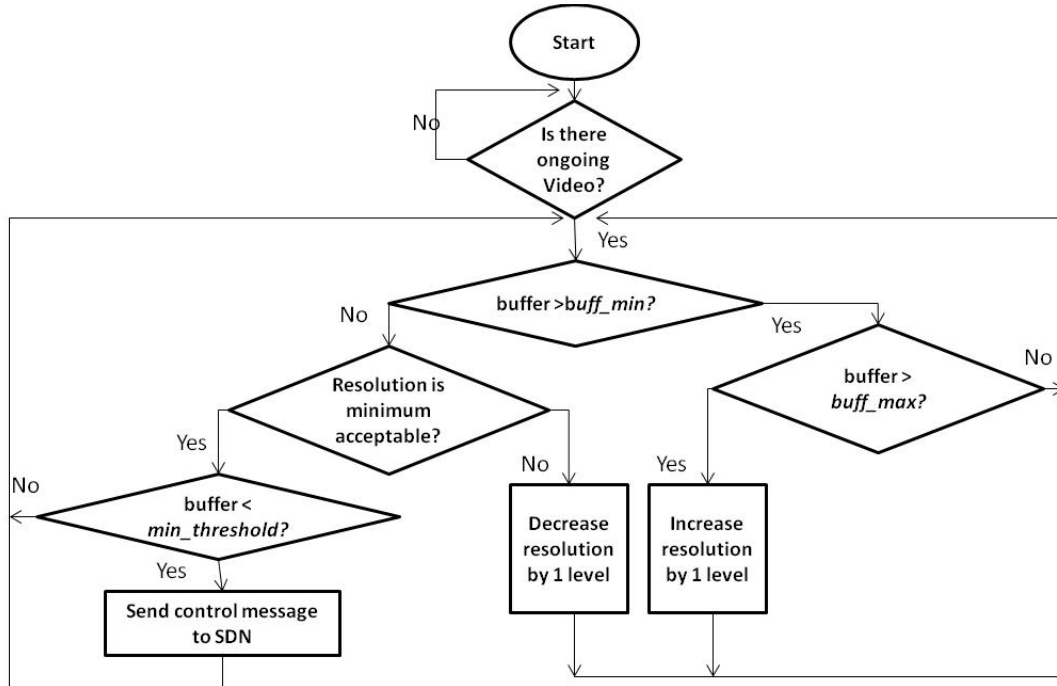 Start
No
Is there
ongoing
Video?
Yes
buffer >buff_min?
No
Yes
Resolution is
minimum
acceptable?
buffer >
buff_max?
No
Yes
No
Yes
No
buffer <
min_threshold?
Decrease
resolution
by 1 level
Increase
resolution
by 1 level
Yes
Send control message
to SDN